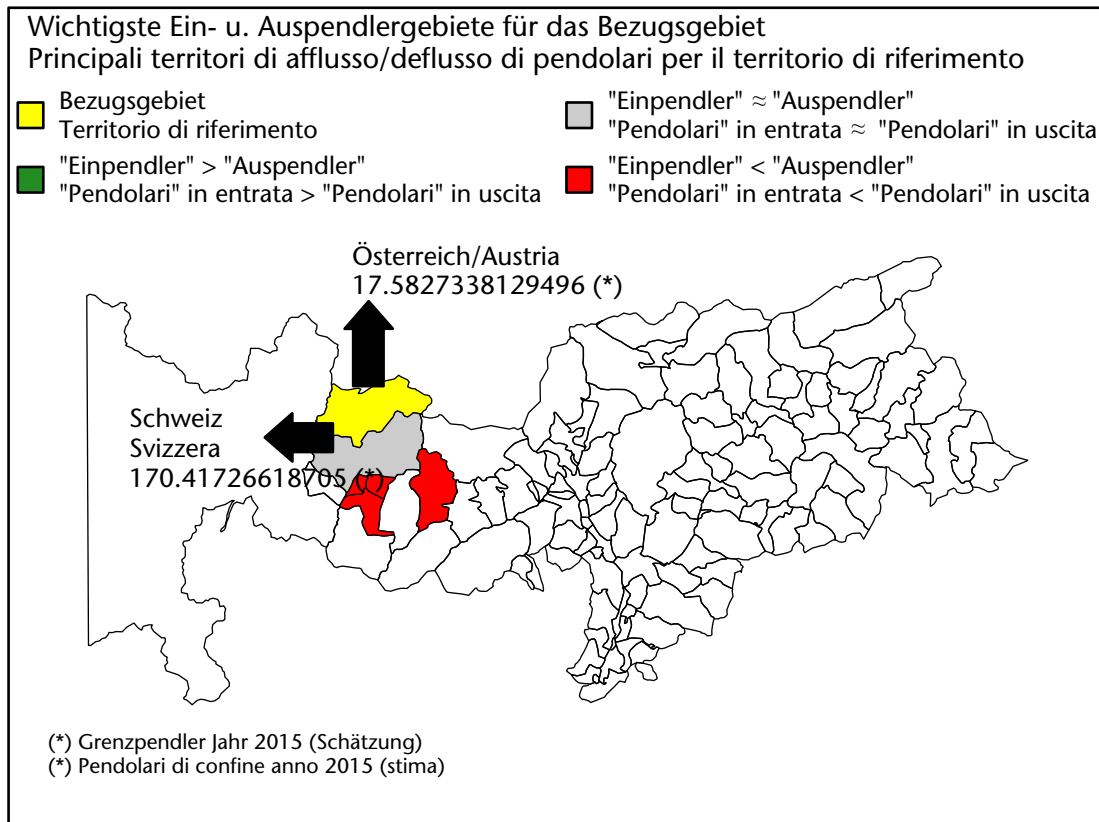 Wichtigste Ein- u. Auspendlergebiete für das Bezugsgebiet
Principali territori di afflusso/deflusso di pendolari per il territorio di riferimento
Bezugsgebiet
Territorio di riferimento
"Einpendler" ≈ "Auspendler"
"Pendolari" in entrata ≈ "Pendolari" in uscita
"Einpendler" > "Auspendler"
"Pendolari" in entrata > "Pendolari" in uscita
"Einpendler" < "Auspendler"
"Pendolari" in entrata < "Pendolari" in uscita
Österreich/Austria
17.5827338129496 (*)
Schweiz
Svizzera
170.41726618705 (*)
(*) Grenzpendler Jahr 2015 (Schätzung)
(*) Pendolari di confine anno 2015 (stima)